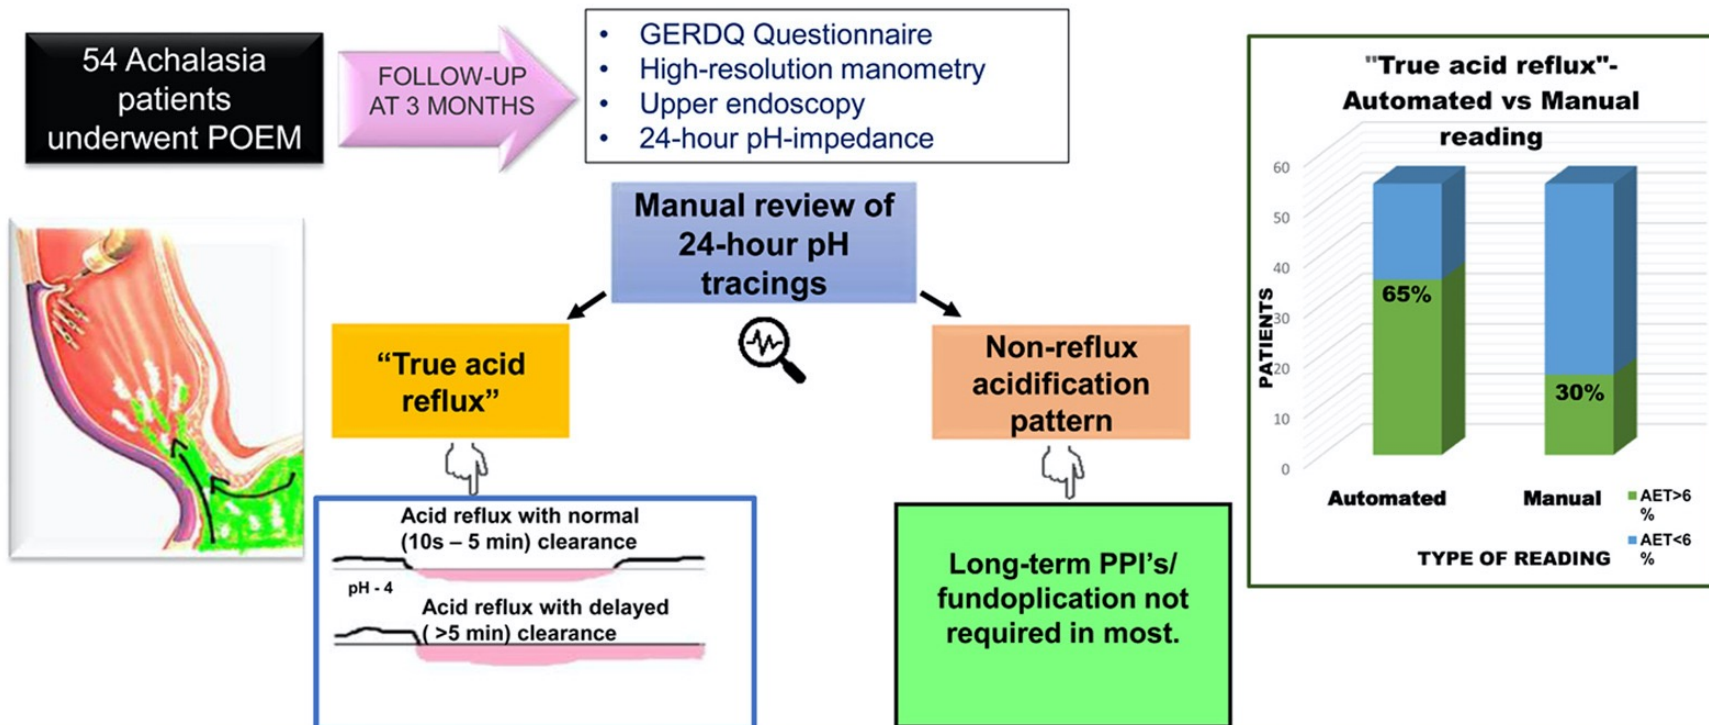 54 Achalasia
patients
underwent POEM
FOLLOW-UP
AT 3 MONTHS
• GERDQ Questionnaire
• High-resolution manometry
• Upper endoscopy
• 24-hour pH-impedance
Manual review of
24-hour pH
tracings
“True acid
reflux”
Non-reflux
acidification
pattern
Acid reflux with normal
(10s – 5 min) clearance
pH - 4
Acid reflux with delayed
( >5 min) clearance
Long-term PPI's/
fundoplication not
required in most.
"True acid reflux"-
Automated vs Manual
reading
PATIENTS
60
50
40
30
20
10
0
65%
30%
Automated
Manual
TYPE OF READING
AET>6
%
AET<6
%